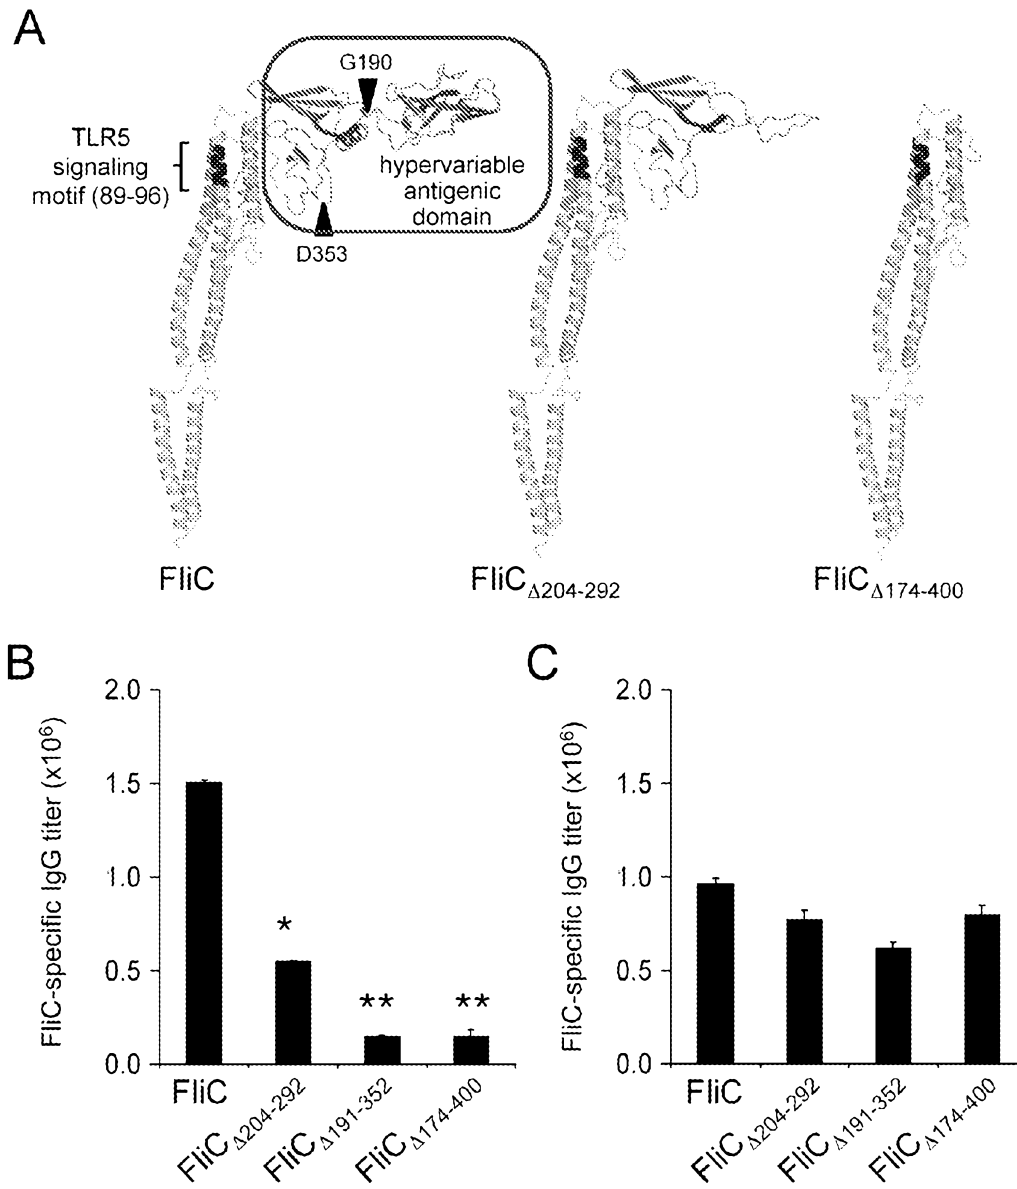 A
G190
TLR5
signaling
motif (89-96)
hypervariable
antigenic
domain
D353
FliC
FliCΔ204-292
FliCΔ174-400
B
FliC-specific IgG titer (x10⁶)
2.0
1.5
1.0
0.5
0.0
*
**
**
FliC
FliCΔ204-292
FliCΔ191-352
FliCΔ174-400
C
FliC-specific IgG titer (x10⁶)
2.0
1.5
1.0
0.5
0.0
FliC
FliCΔ204-292
FliCΔ191-352
FliCΔ174-400